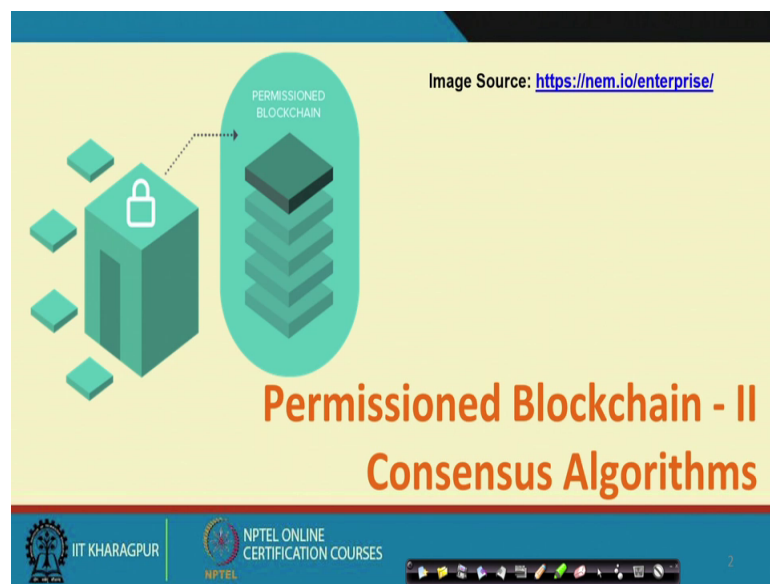 Image Source: https://nem.io/enterprise/
PERMISSIONED
BLOCKCHAIN
Permissioned Blockchain - II
Consensus Algorithms
IIT KHARAGPUR
NPTEL
NPTEL ONLINE
CERTIFICATION COURSES
2